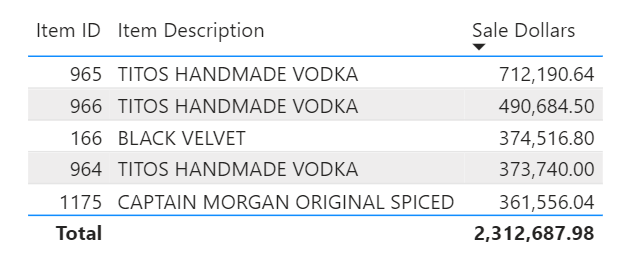 Item ID Item Description Sale Dollars
965 TITOS HANDMADE VODKA 712,190.64
966 TITOS HANDMADE VODKA 490,684.50
166 BLACK VELVET 374,516.80
964 TITOS HANDMADE VODKA 373,740.00
1175 CAPTAIN MORGAN ORIGINAL SPICED 361,556.04
Total 2,312,687.98